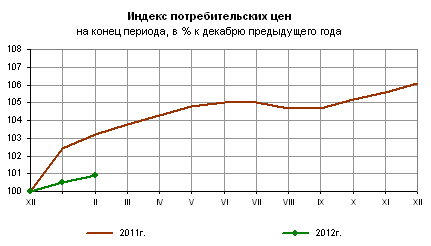 Индекс потребительских цен
на конец периода, в % к декабрю предыдущего года
108
107
106
105
104
103
102
101
100
XII II III IV V VI VII VIII IX X XI XII
2011г. 2012г.